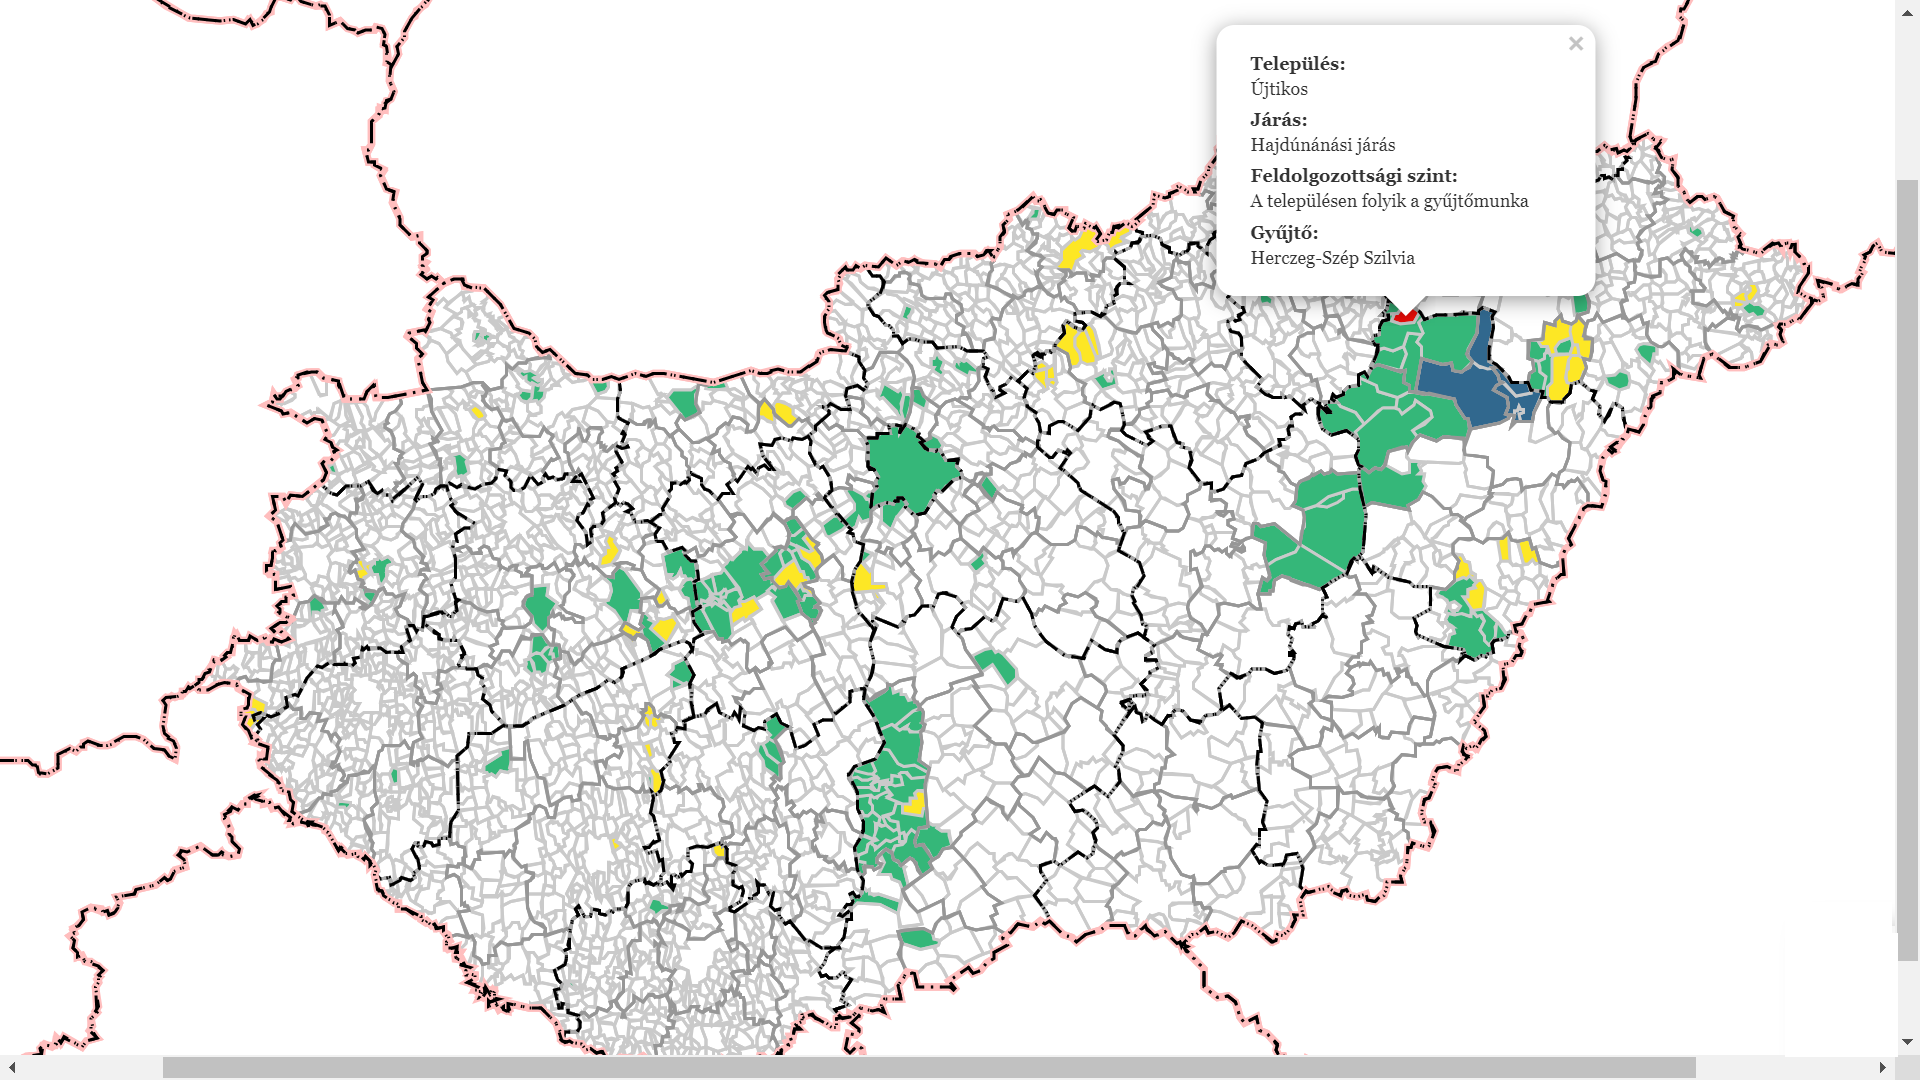 Település:
Újtikos
Járás:
Hajdúnánási járás
Feldolgozottsági szint:
A településen folyik a gyűjtőmunka
Gyűjtő:
Herczeg-Szép Szilvia